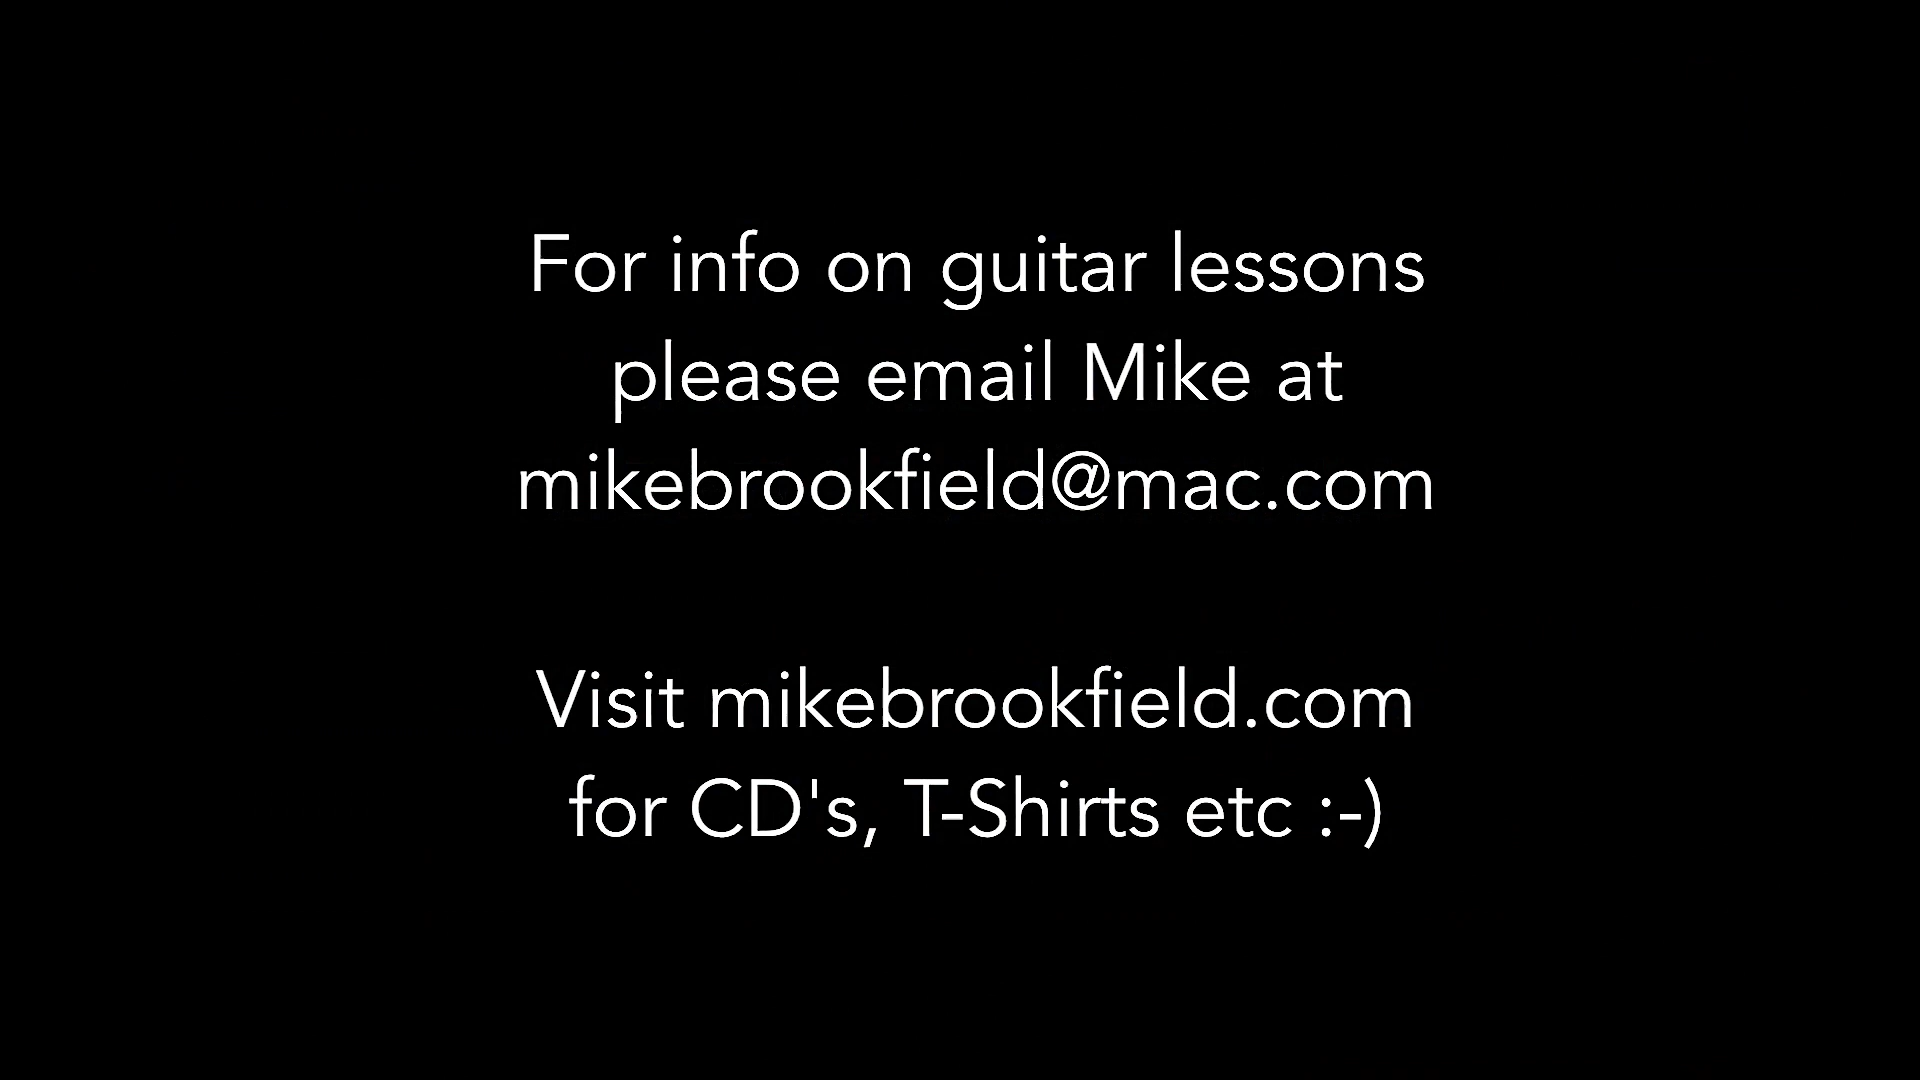 For info on guitar lessons
please email Mike at
mikebrookfield@mac.com
Visit mikebrookfield.com
for CD's, T-Shirts etc :-)